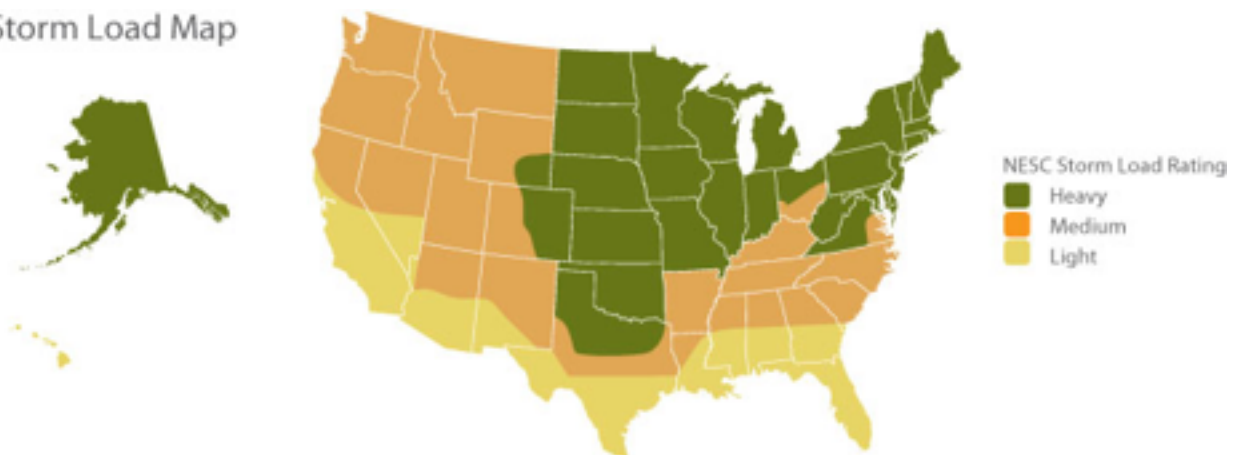 Storm Load Map
NESC Storm Load Rating
Heavy
Medium
Light